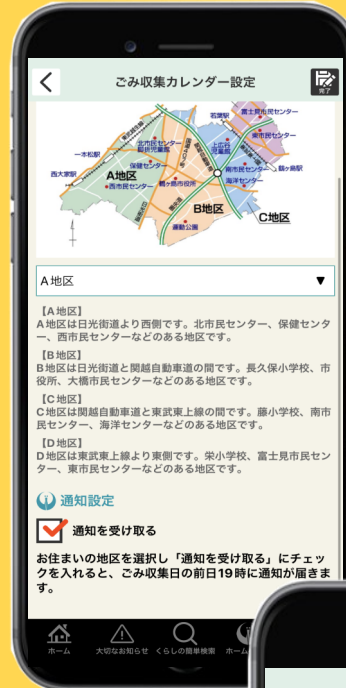 ごみ収集カレンダー設定
完了
若葉駅
富士見市民センター
東市民センター
北市民センター
上広谷
児童館
一本松駅
保健センター
西大家駅
A地区
鶴ヶ島市役所
南市民センター
鶴ヶ島駅
西市民センター
海洋センター
B地区
C地区
運動公園
A地区 ▼
【A地区】
A地区は日光街道より西側です。北市民センター、保健センタ
ー、西市民センターなどのある地区です。
【B地区】
B地区は日光街道と関越自動車道の間です。長久保小学校、市
役所、大橋市民センターなどのある地区です。
【C地区】
C地区は関越自動車道と東武東上線の間です。藤小学校、南市
民センター、海洋センターなどのある地区です。
【D地区】
D地区は東武東上線より東側です。栄小学校、富士見市民セン
ター、東市民センターなどのある地区です。
通知設定
通知を受け取る
お住まいの地区を選択し「通知を受け取る」にチェッ
クを入れると、ごみ収集日の前日19時に通知が届きま
す。
ホーム 大切なお知らせ くらしの簡単検索 ホーム